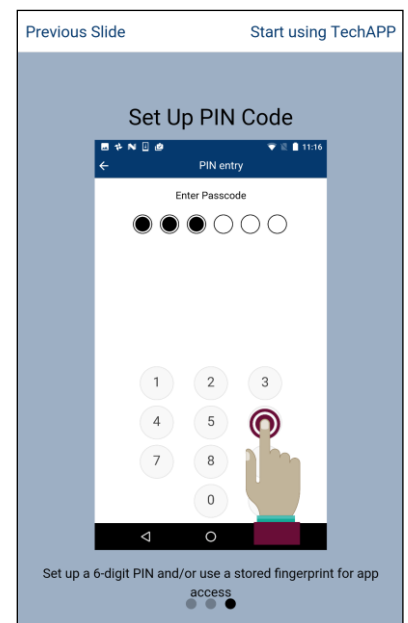 Previous Slide Start using TechAPP
Set Up PIN Code
11:16
PIN entry
Enter Passcode
1 2 3
4 5
7 8
0
Set up a 6-digit PIN and/or use a stored fingerprint for app
access